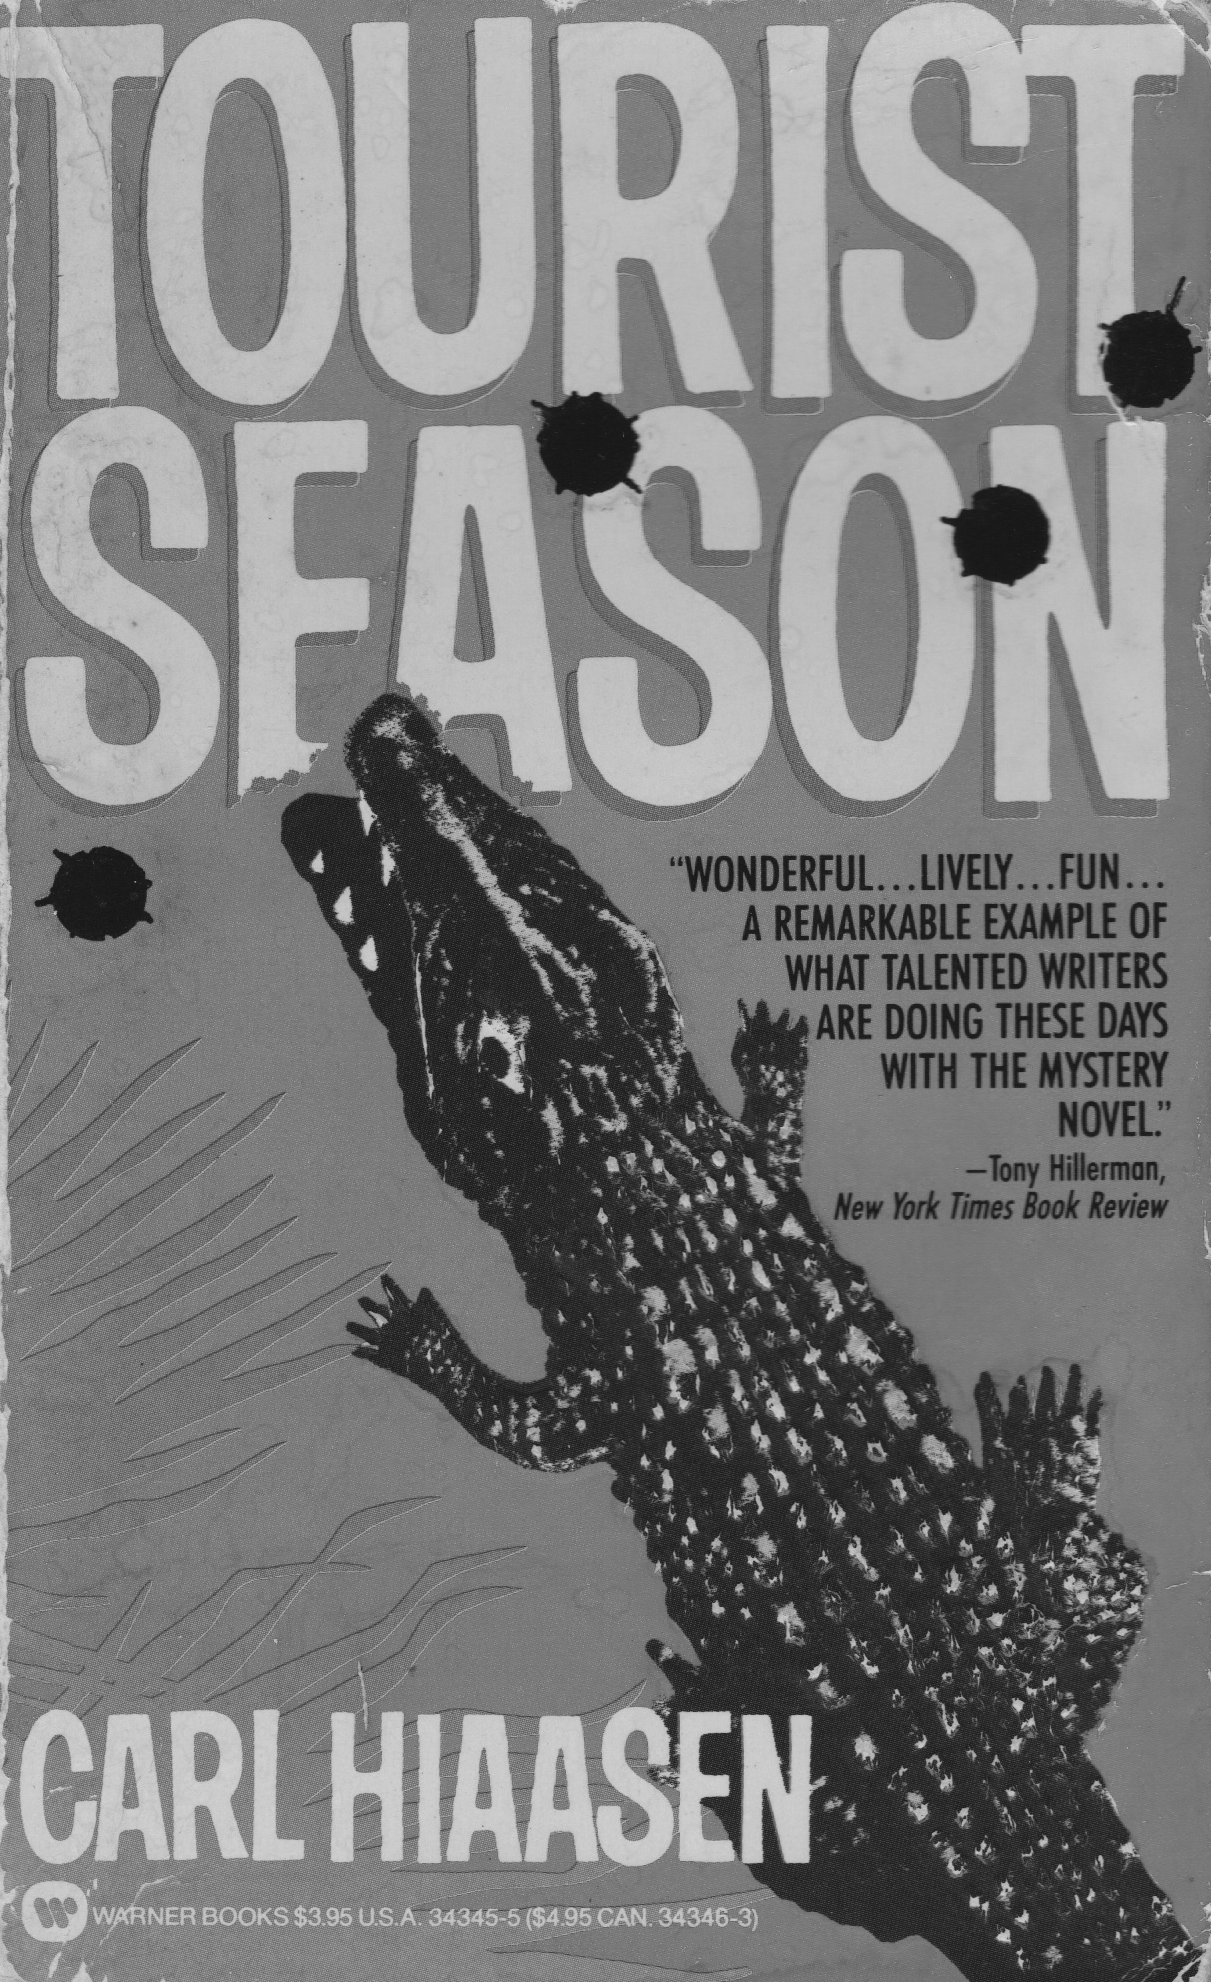 TOURIST
SEASON
“WONDERFUL...LIVELY...FUN...
A REMARKABLE EXAMPLE OF
WHAT TALENTED WRITERS
ARE DOING THESE DAYS
WITH THE MYSTERY
NOVEL.”
—Tony Hillerman,
New York Times Book Review
CARL HIAASEN
WARNER BOOKS $3.95 U.S.A. 34345-5 ($4.95 CAN. 34346-3)